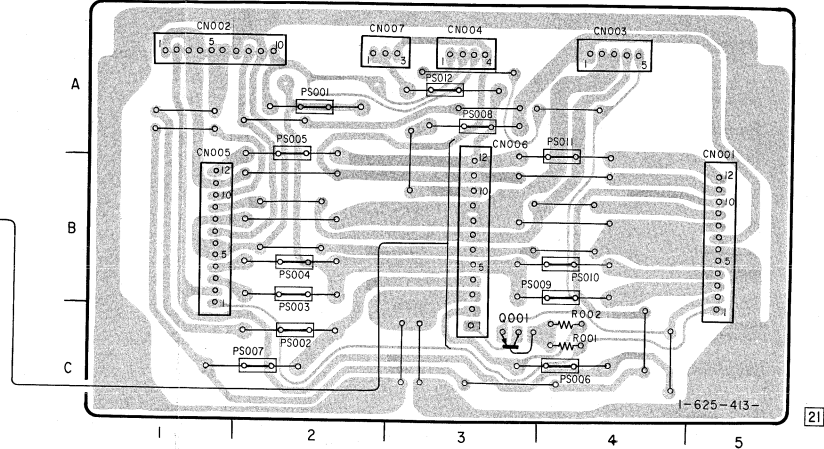 CN002
CN007
CN004
CN003
1 5 10
1 3
1 4
1 5
A
PS012
PS001
PS008
PS005
CN006
PS011
CN005
CN001
12
12
12
10
10
10
B
5
5
5
PS004
PS010
PS003
PS009
1
1
1
Q001
R002
PS002
R001
PS007
C
PS006
1-625-413-
21
1 2 3 4 5